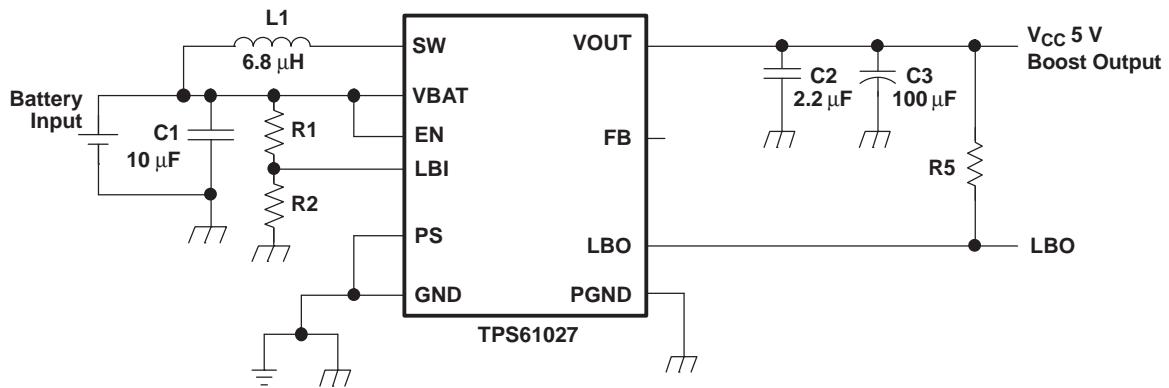 L1
6.8 μH
SW
VOUT
V_CC 5 V
Boost Output
C2
2.2 μF
C3
100 μF
Battery
Input
VBAT
C1
10 μF
R1
EN
FB
LBI
R5
R2
PS
LBO
LBO
GND
PGND
TPS61027